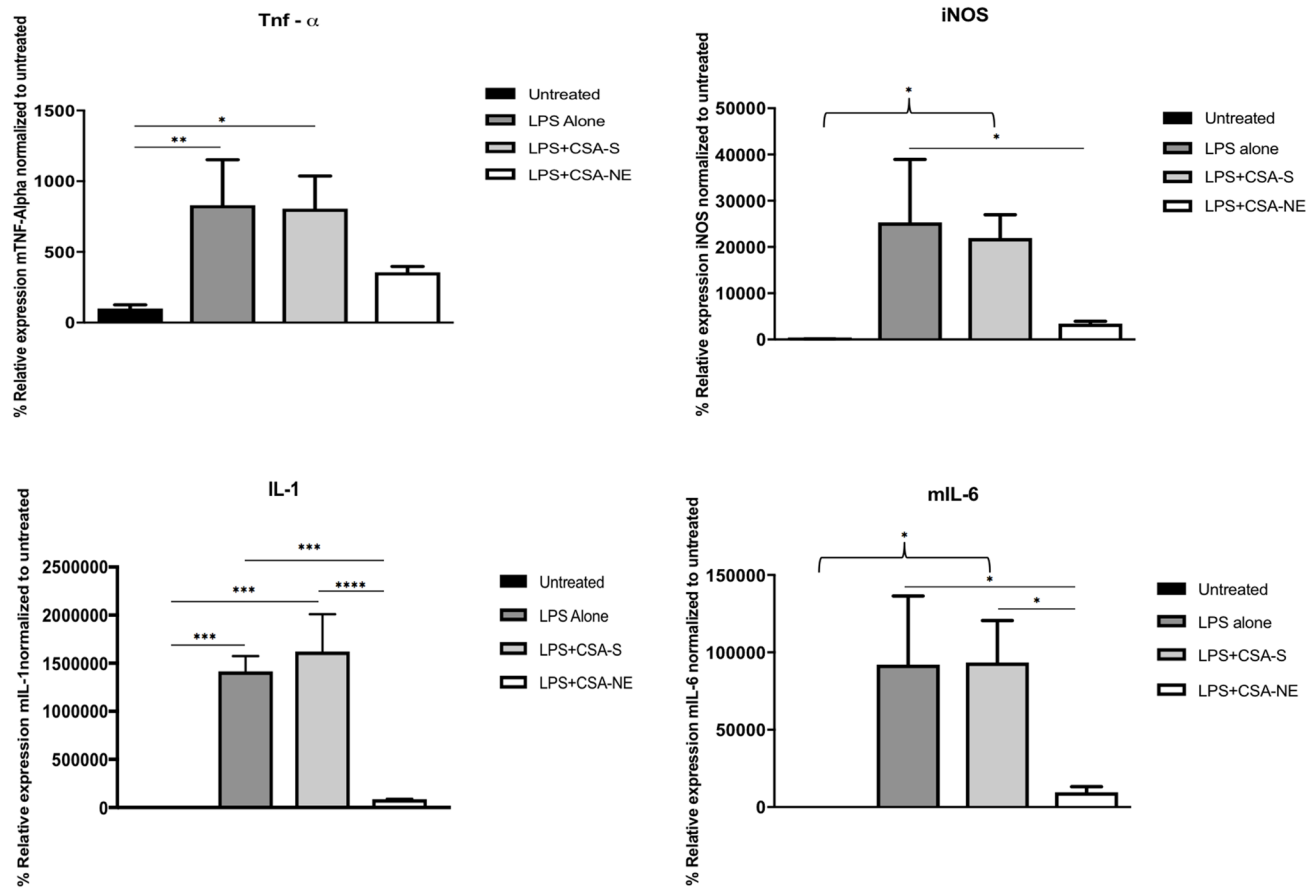 Tnf - α
% Relative expression mTNF-Alpha normalized to untreated
1500
1000
500
0
*
**
Untreated
LPS Alone
LPS+CSA-S
LPS+CSA-NE
iNOS
% Relative expression iNOS normalized to untreated
50000
40000
30000
20000
10000
0
*
*
Untreated
LPS alone
LPS+CSA-S
LPS+CSA-NE
IL-1
% Relative expression mIL-1normalized to untreated
2500000
2000000
1500000
1000000
500000
0
***
***
****
***
Untreated
LPS Alone
LPS+CSA-S
LPS+CSA-NE
mIL-6
% Relative expression mIL-6 normalized to untreated
150000
100000
50000
0
*
*
*
Untreated
LPS alone
LPS+CSA-S
LPS+CSA-NE